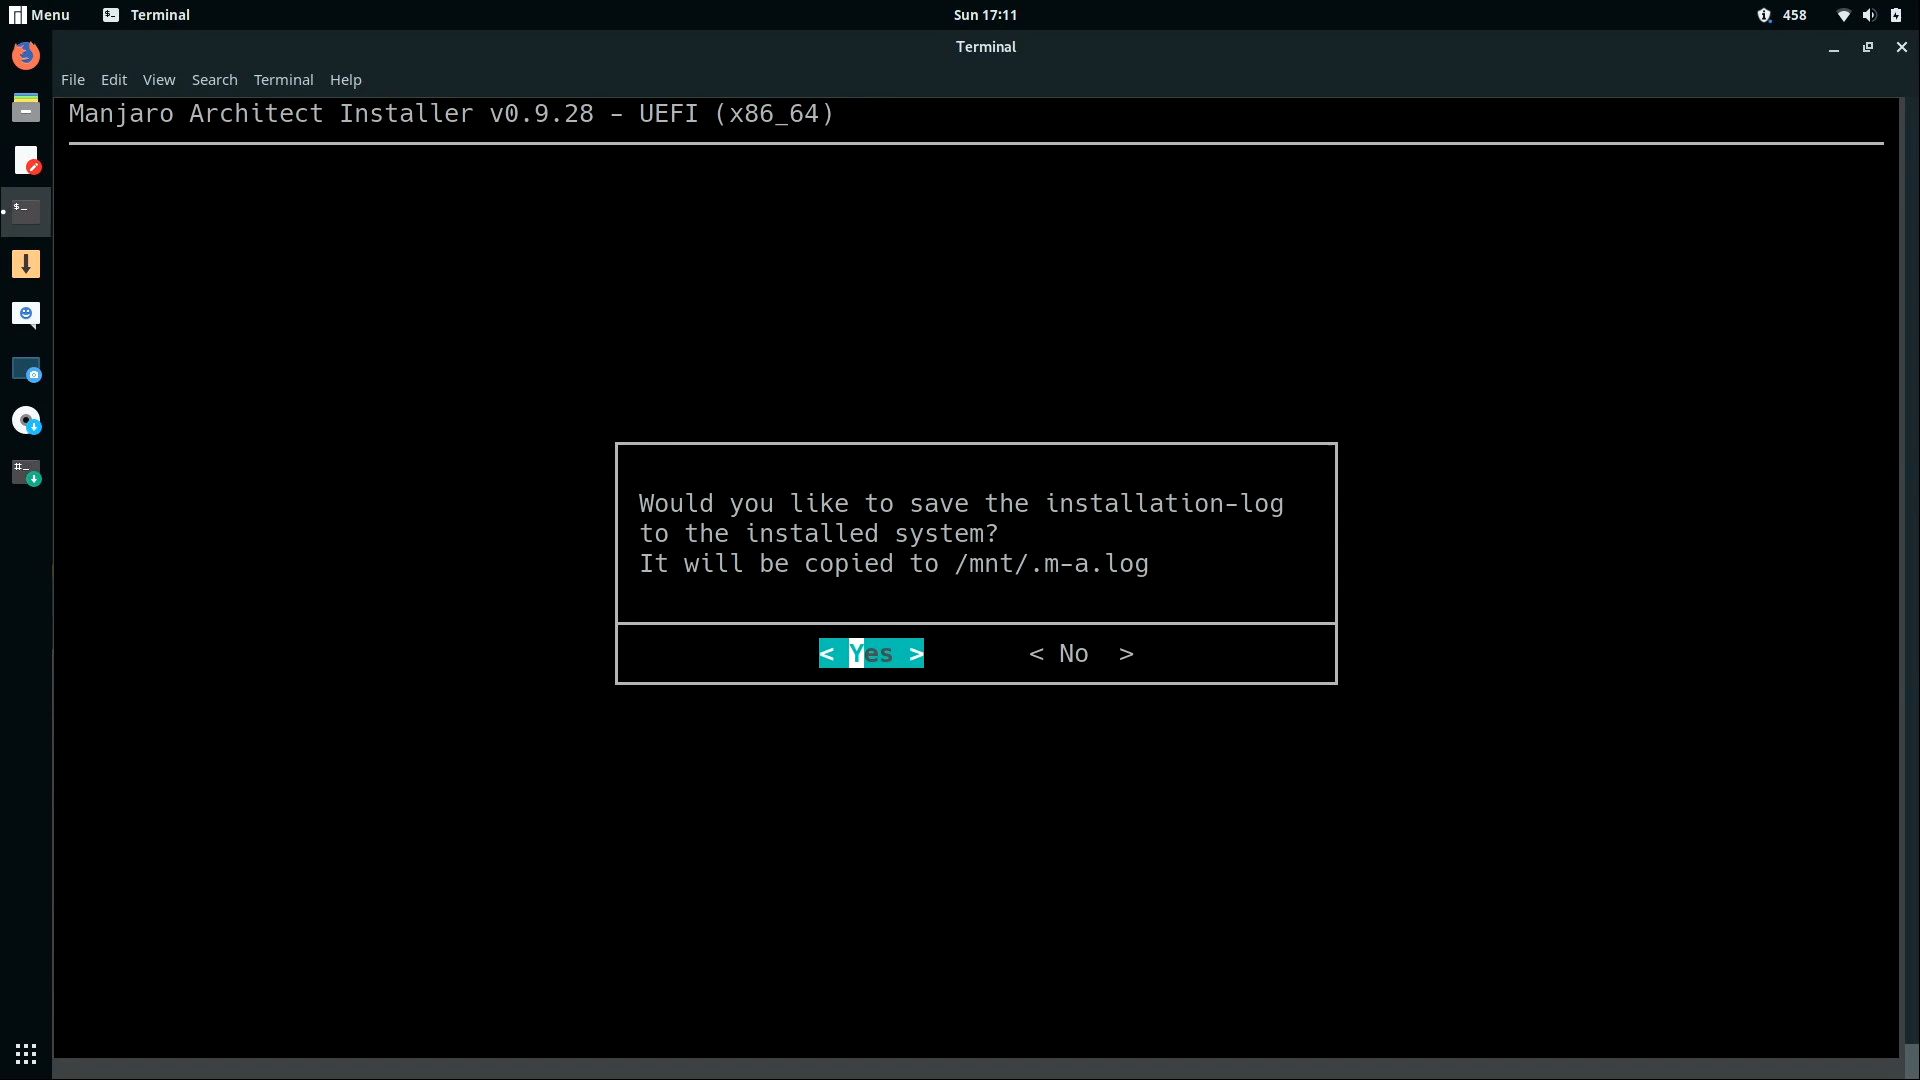 Menu Terminal Sun 17:11 458
Terminal
File Edit View Search Terminal Help
Manjaro Architect Installer v0.9.28 - UEFI (x86_64)
Would you like to save the installation-log
to the installed system?
It will be copied to /mnt/.m-a.log
< Yes > < No >